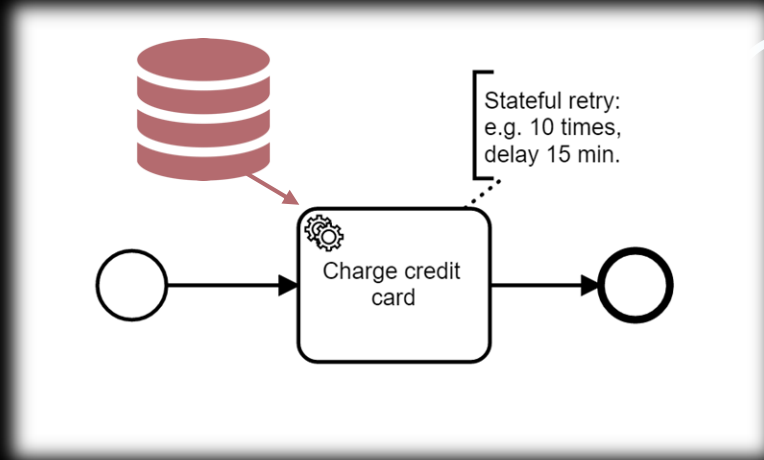 Stateful retry:
e.g. 10 times,
delay 15 min.
Charge credit
card